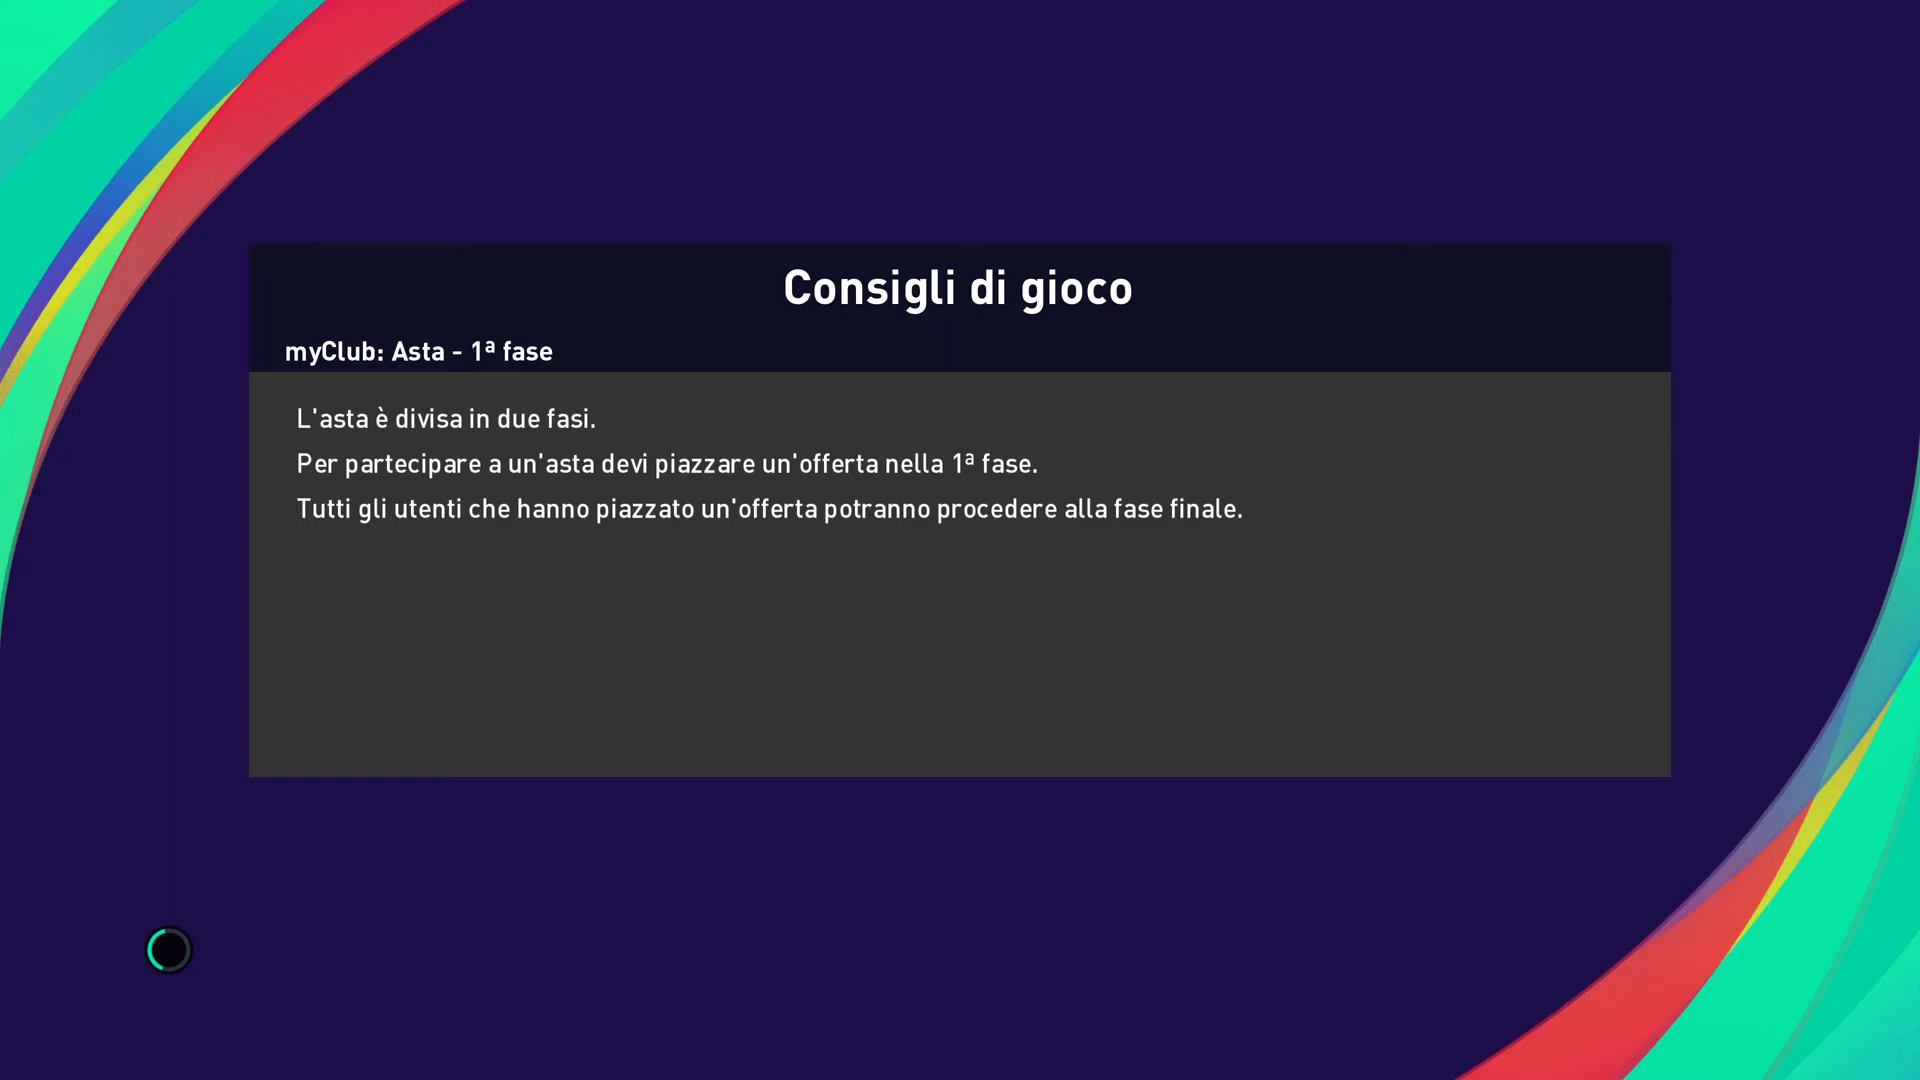 Consigli di gioco
myClub: Asta - 1ª fase
L'asta è divisa in due fasi.
Per partecipare a un'asta devi piazzare un'offerta nella 1ª fase.
Tutti gli utenti che hanno piazzato un'offerta potranno procedere alla fase finale.